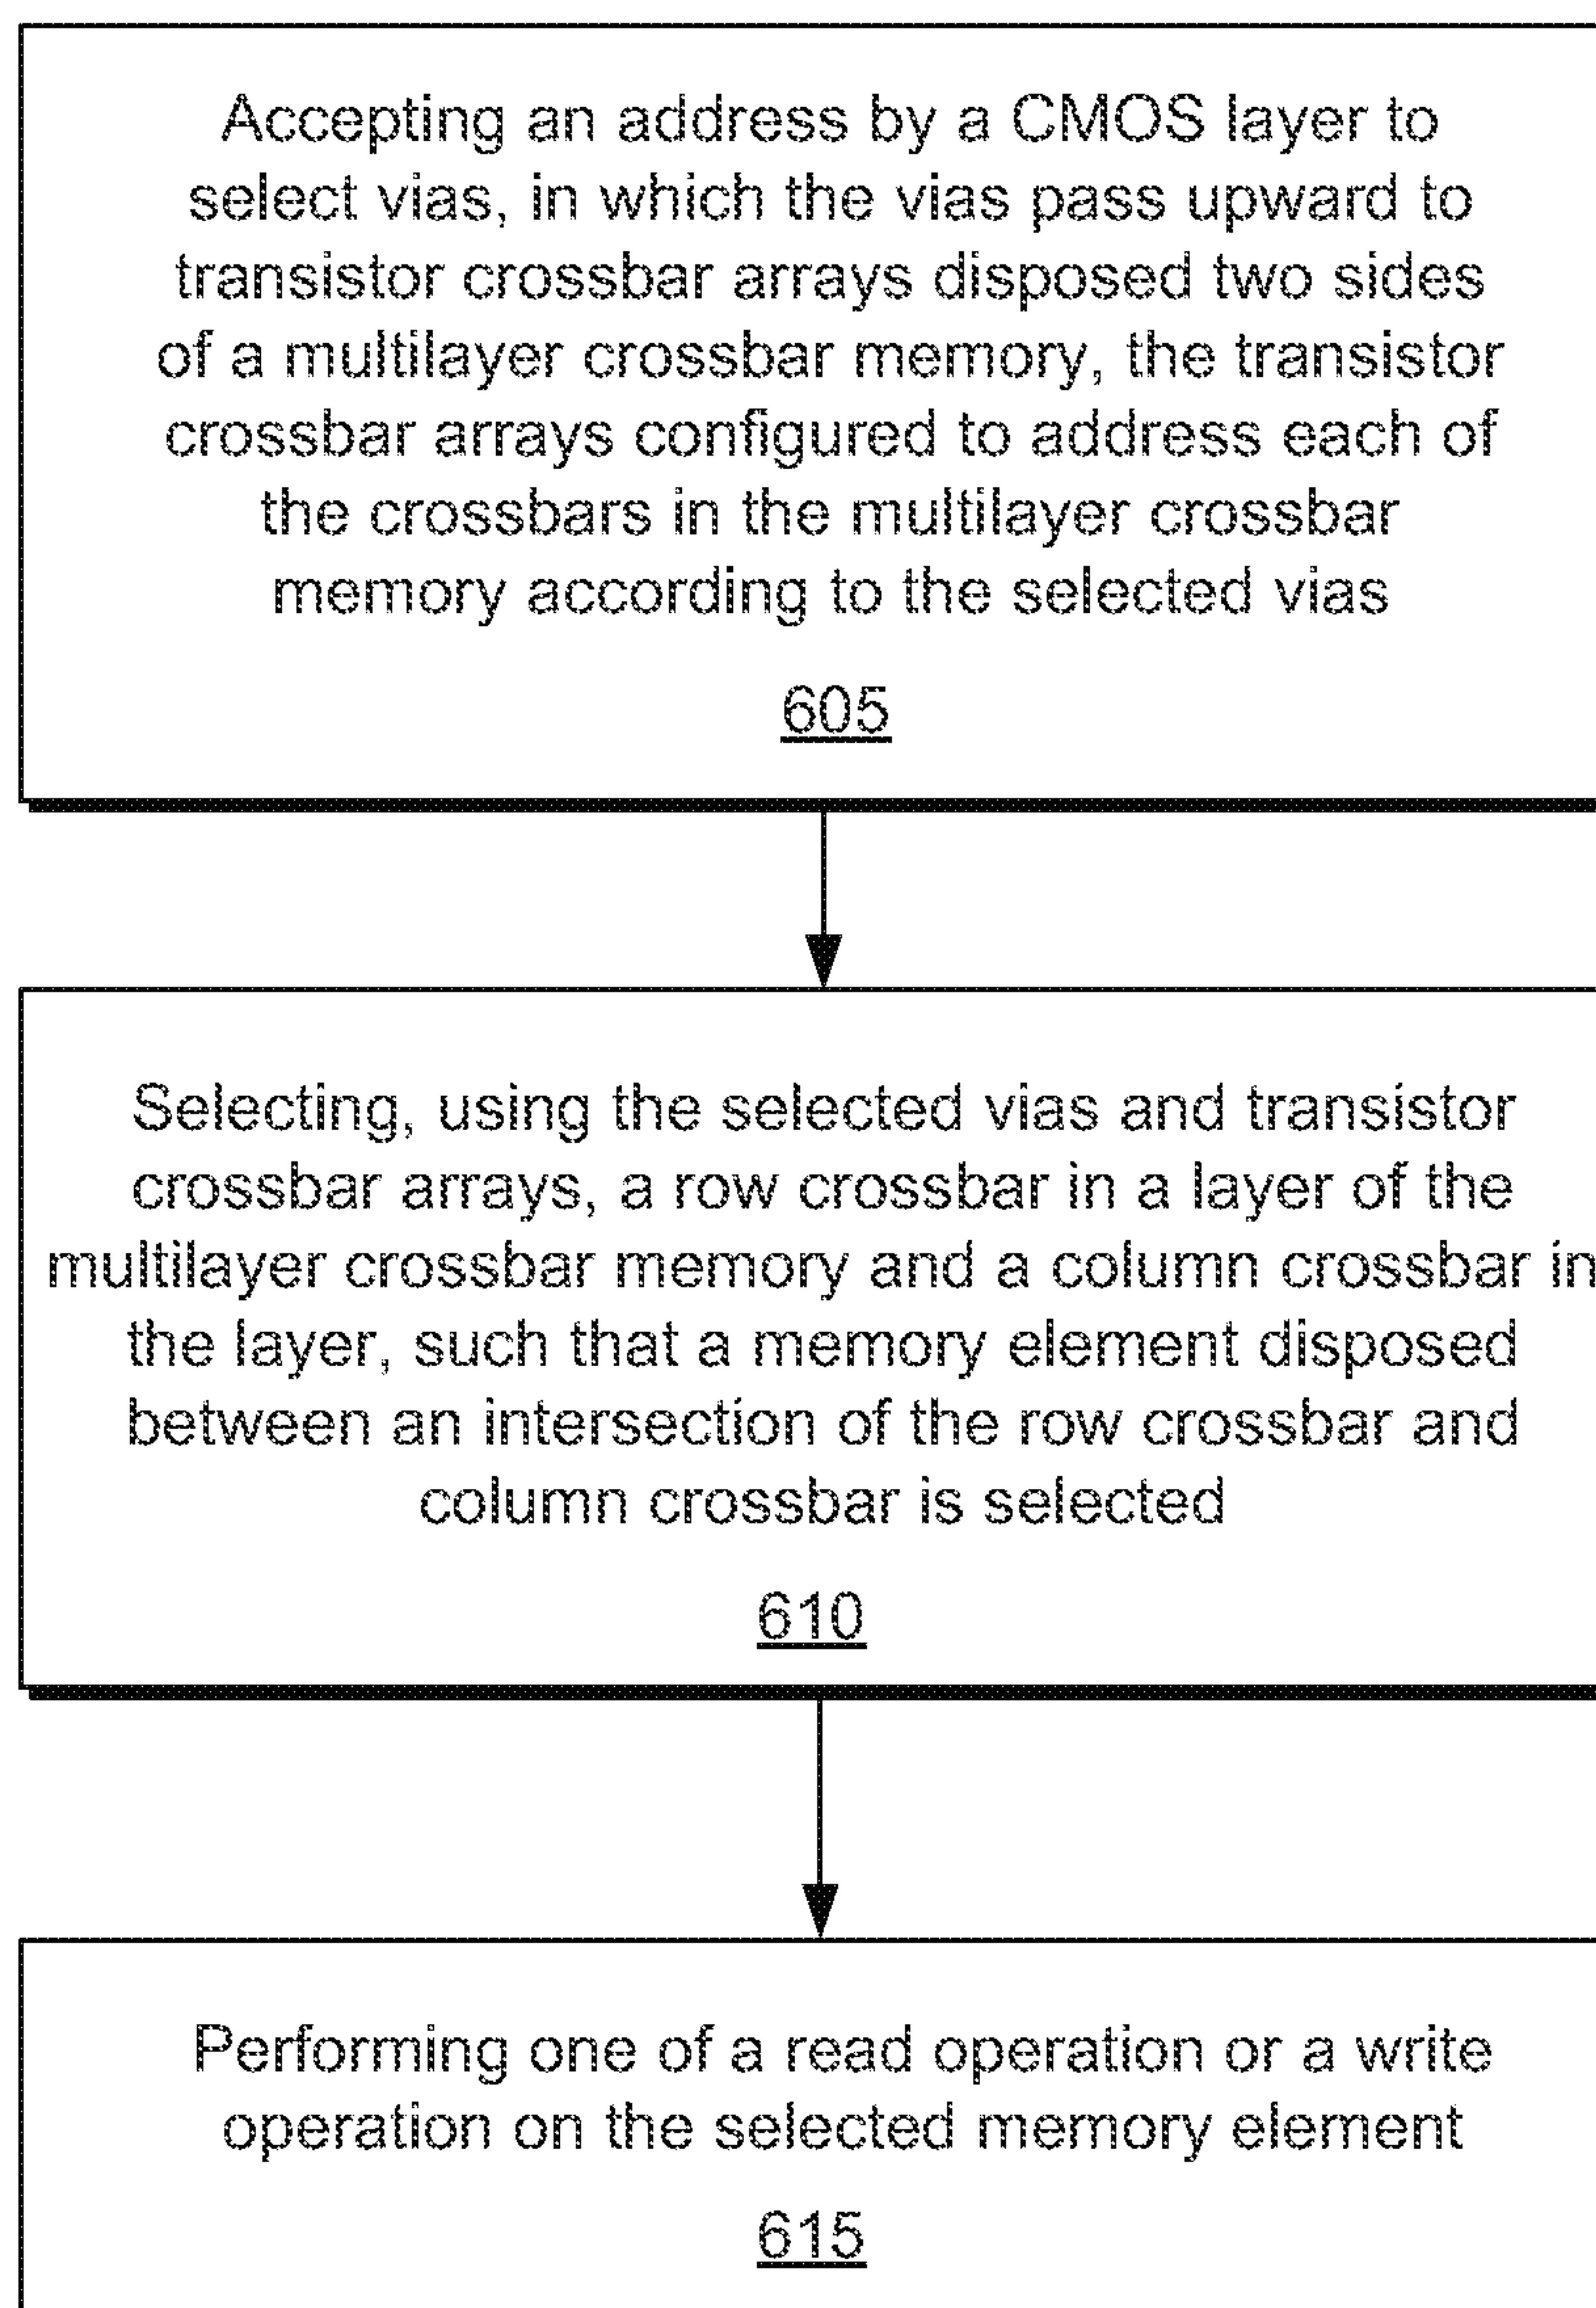 Accepting an address by a CMOS layer to
select vias, in which the vias pass upward to
transistor crossbar arrays disposed two sides
of a multilayer crossbar memory, the transistor
crossbar arrays configured to address each of
the crossbars in the multilayer crossbar
memory according to the selected vias
605
Selecting, using the selected vias and transistor
crossbar arrays, a row crossbar in a layer of the
multilayer crossbar memory and a column crossbar in
the layer, such that a memory element disposed
between an intersection of the row crossbar and
column crossbar is selected
610
Performing one of a read operation or a write
operation on the selected memory element
615